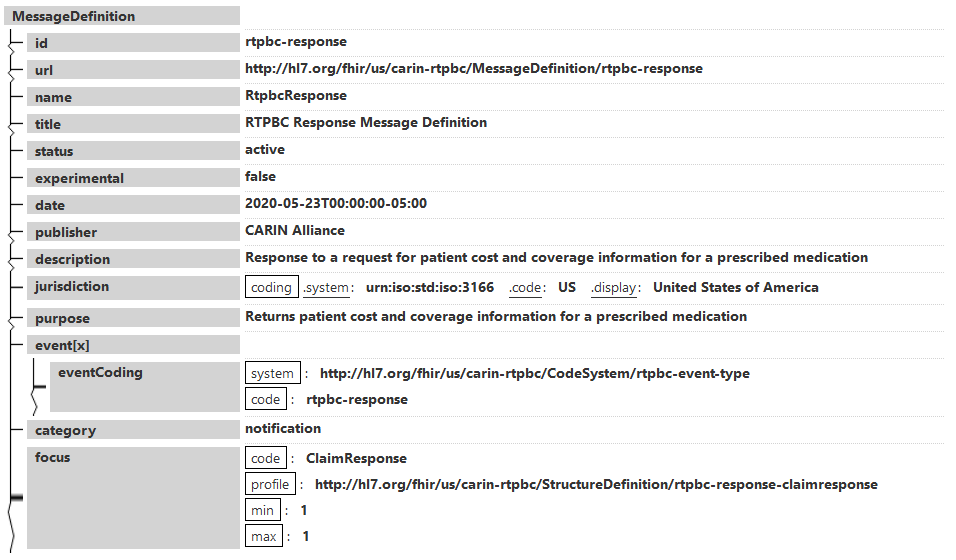 MessageDefinition
id rtpbc-response
url http://hl7.org/fhir/us/carin-rtpbc/MessageDefinition/rtpbc-response
name RtpbcResponse
title RTPBC Response Message Definition
status active
experimental false
date 2020-05-23T00:00:00-05:00
publisher CARIN Alliance
description Response to a request for patient cost and coverage information for a prescribed medication
jurisdiction coding .system: urn:iso:std:iso:3166 .code: US .display: United States of America
purpose Returns patient cost and coverage information for a prescribed medication
event[x]
eventCoding system : http://hl7.org/fhir/us/carin-rtpbc/CodeSystem/rtpbc-event-type
code : rtpbc-response
category notification
focus code : ClaimResponse
profile : http://hl7.org/fhir/us/carin-rtpbc/StructureDefinition/rtpbc-response-claimresponse
min : 1
max : 1